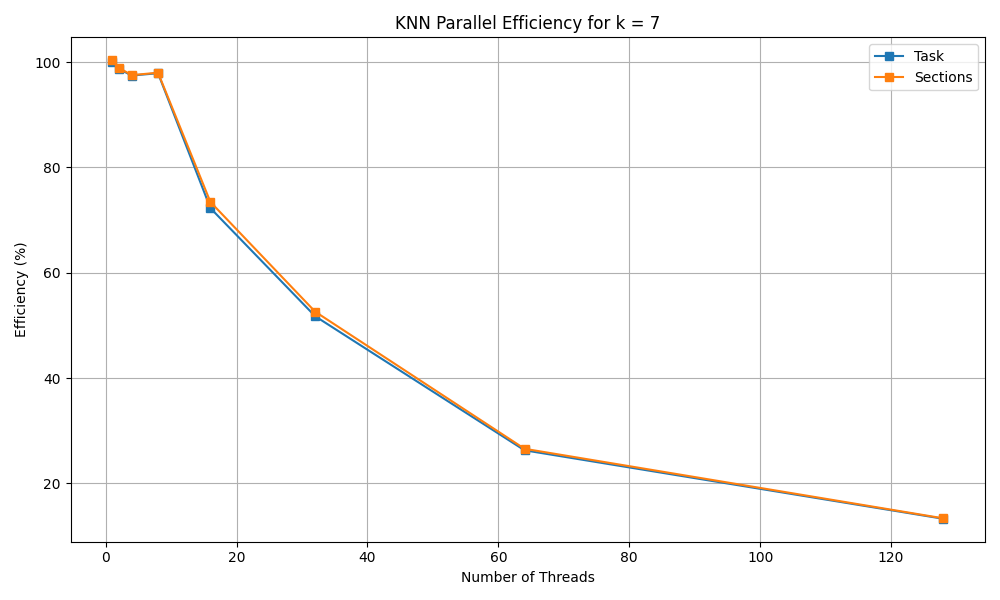 KNN Parallel Efficiency for k = 7
Task
Sections
Efficiency (%)
100
80
60
40
20
0
20
40
60
80
100
120
Number of Threads